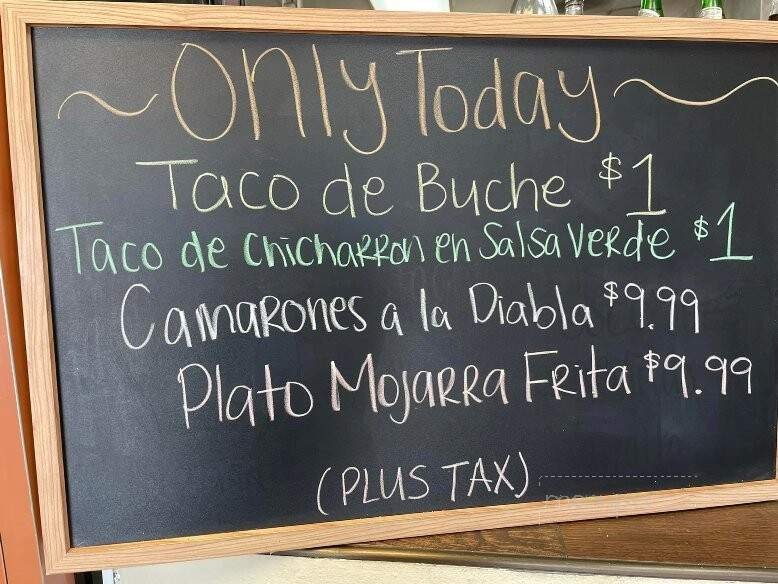 ~ Only Today ~
Taco de Buche $1
Taco de Chicharron en Salsa Verde $1
Camarones a la Diabla $9.99
Plato Mojarra Frita $9.99
(PLUS TAX)